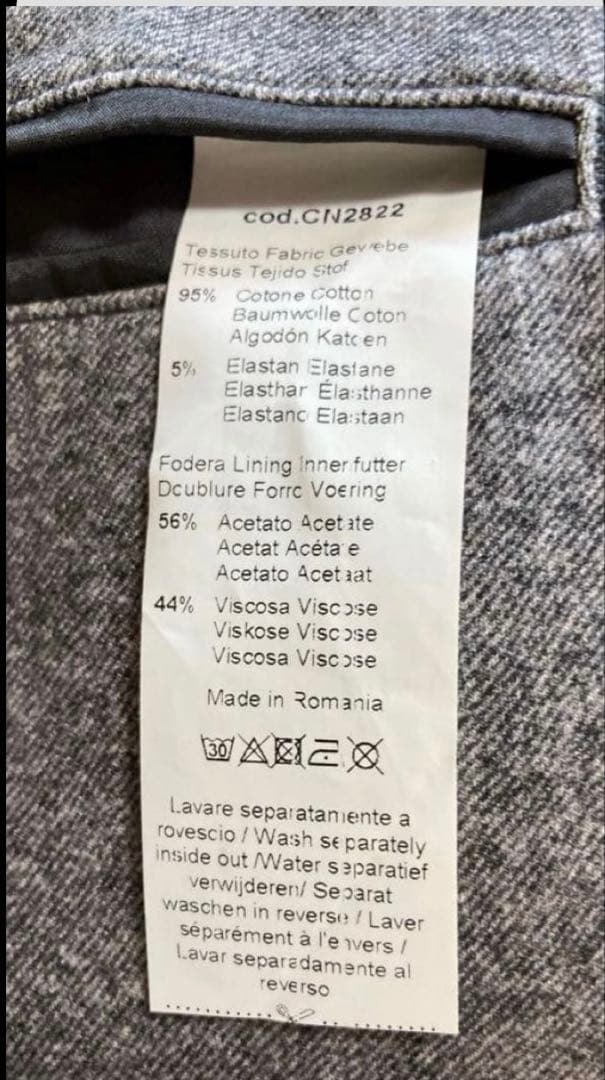 cod.CN2822
Tessuto Fabric Gewebe
Tissus Tejido Stof
95% Cotone Cotton
Baumwolle Coton
Algodón Katoen
5% Elastan Elastane
Elasthan Élasthanne
Elastano Elastaan
Fodera Lining Innenfutter
Doublure Forro Voering
56% Acetato Acetate
Acetat Acétate
Acetato Acetaat
44% Viscosa Viscose
Viskose Viscose
Viscosa Viscose
Made in Romania
30
Lavare separatamente a
rovescio / Wash separately
inside out /Water separatief
verwijderen/ Separat
waschen in reverse / Laver
séparément à l'envers /
Lavar separadamente al
reverso